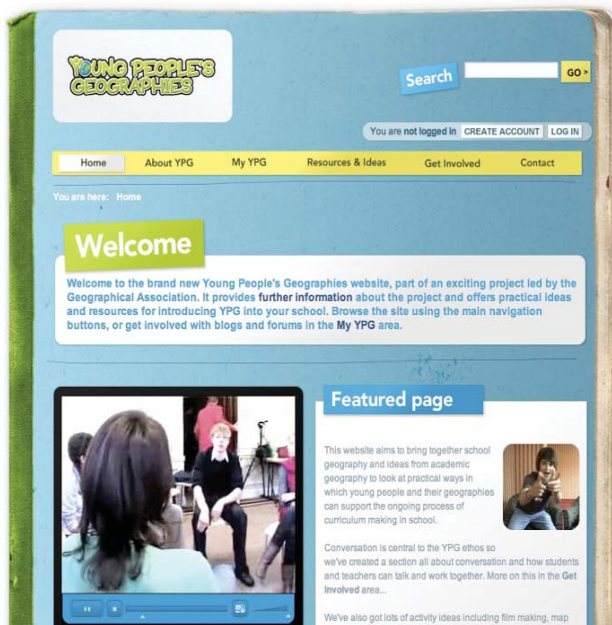 YOUNG PEOPLE'S
GEOGRAPHIES
Search
GO >
You are not logged in CREATE ACCOUNT LOG IN
Home About YPG My YPG Resources & Ideas Get Involved Contact
You are here: Home
Welcome
Welcome to the brand new Young People's Geographies website, part of an exciting project led by the
Geographical Association. It provides further information about the project and offers practical ideas
and resources for introducing YPG into your school. Browse the site using the main navigation
buttons, or get involved with blogs and forums in the My YPG area.
Featured page
This website aims to bring together school
geography and ideas from academic
geography to look at practical ways in
which young people and their geographies
can support the ongoing process of
curriculum making in school.
Conversation is central to the YPG ethos so
we've created a section all about conversation and how students
and teachers can talk and work together. More on this in the Get
Involved area...
We've also got lots of activity ideas including film making, map